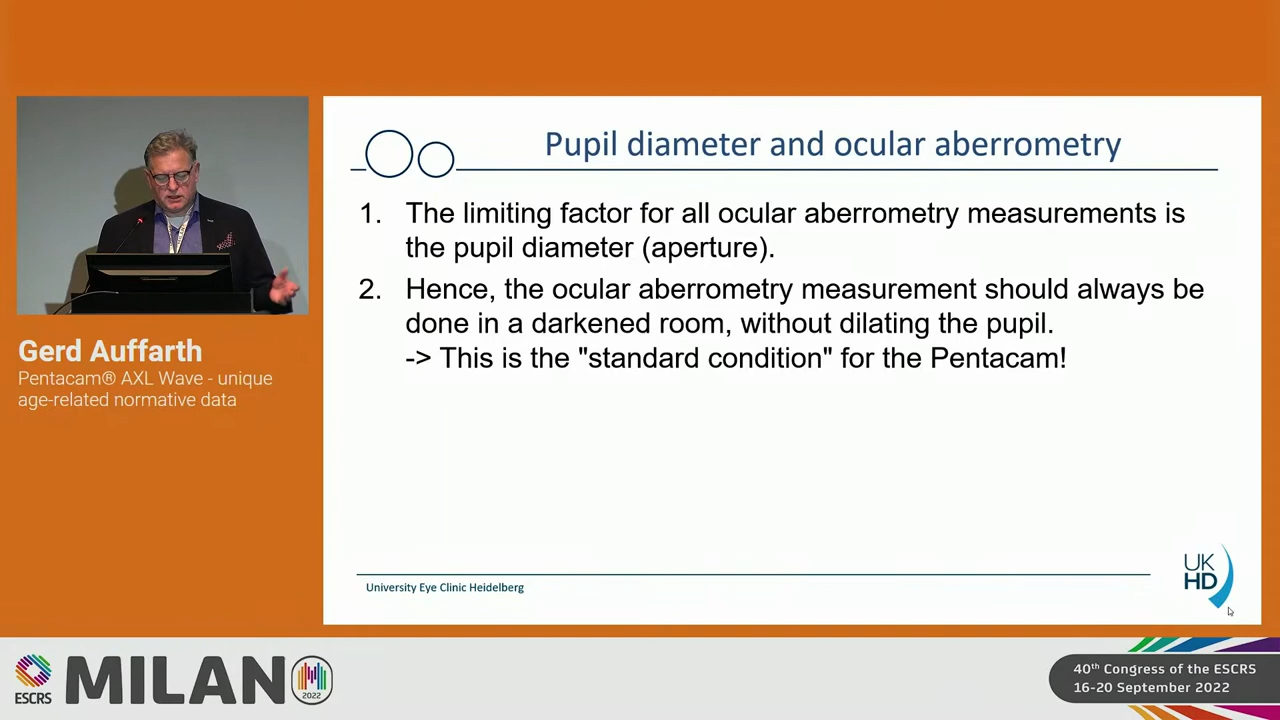 Pupil diameter and ocular aberrometry
1. The limiting factor for all ocular aberrometry measurements is
the pupil diameter (aperture).
2. Hence, the ocular aberrometry measurement should always be
done in a darkened room, without dilating the pupil.
-> This is the "standard condition" for the Pentacam!
Gerd Auffarth
Pentacam® AXL Wave - unique
age-related normative data
University Eye Clinic Heidelberg
UK
HD
ESCRS
MILANO
2022
40th Congress of the ESCRS
16-20 September 2022